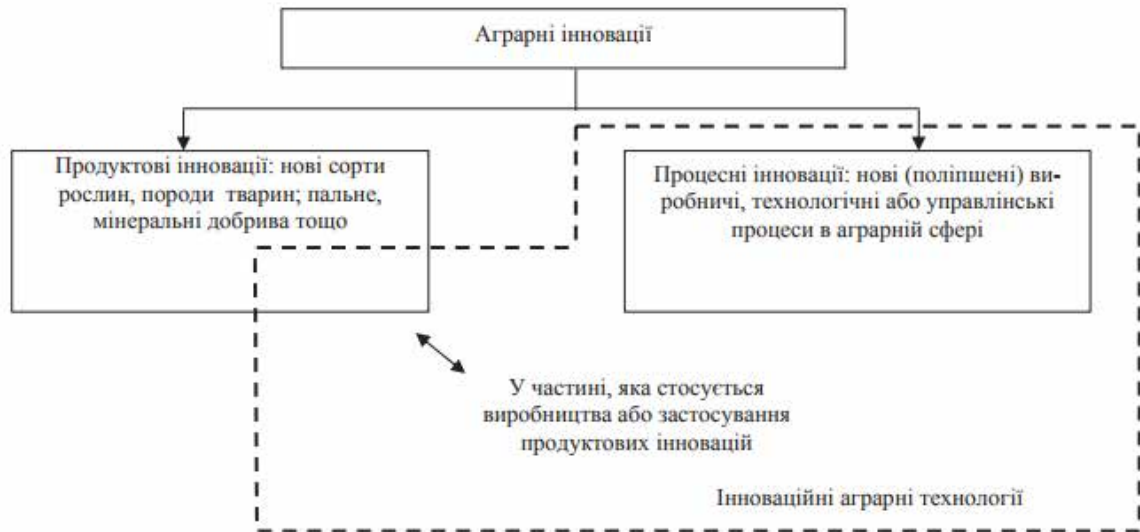 Аграрні інновації
Продуктові інновації: нові сорти
рослин, породи тварин; пальне,
мінеральні добрива тощо
Процесні інновації: нові (поліпшені) ви-
робничі, технологічні або управлінські
процеси в аграрній сфері
У частині, яка стосується
виробництва або застосування
продуктових інновацій
Інноваційні аграрні технології